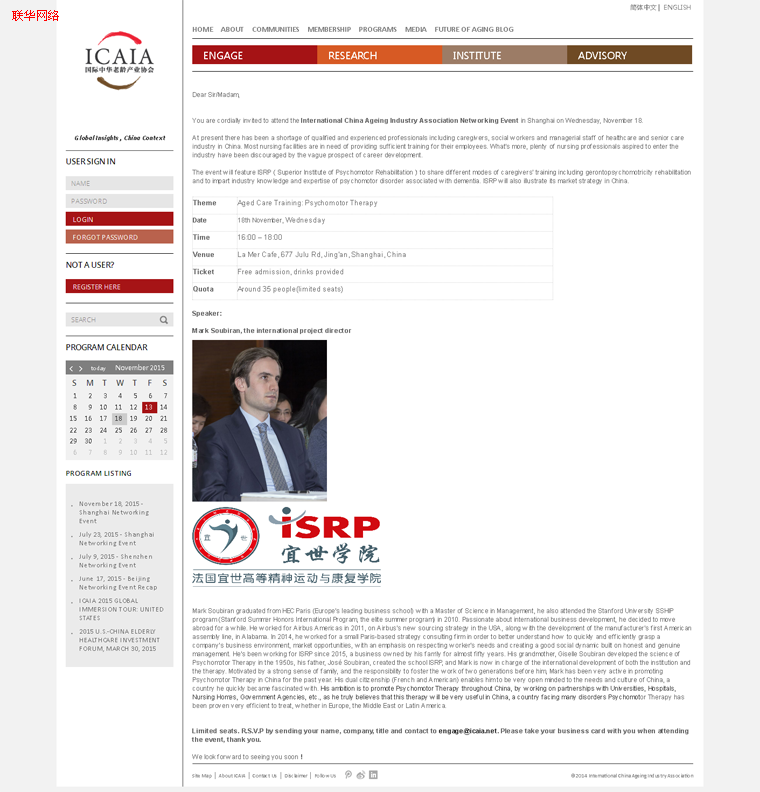 联华网络
简体中文 | ENGLISH
ICAIA
国际中华老龄产业协会
Global Insights , China Context
HOME ABOUT COMMUNITIES MEMBERSHIP PROGRAMS MEDIA FUTURE OF AGING BLOG
ENGAGE RESEARCH INSTITUTE ADVISORY
USER SIGN IN
NAME
PASSWORD
LOGIN
FORGOT PASSWORD
NOT A USER?
REGISTER HERE
SEARCH
PROGRAM CALENDAR
today November 2015
S M T W T F S
1 2 3 4 5 6 7
8 9 10 11 12 13 14
15 16 17 18 19 20 21
22 23 24 25 26 27 28
29 30 1 2 3 4 5
6 7 8 9 10 11 12
PROGRAM LISTING
November 18, 2015 -
Shanghai Networking
Event
July 23, 2015 - Shanghai
Networking Event
July 9, 2015 - Shenzhen
Networking Event
June 17, 2015 - Beijing
Networking Event Recap
ICAIA 2015 GLOBAL
IMMERSION TOUR: UNITED
STATES
2015 U.S.-CHINA ELDERLY
HEALTHCARE INVESTMENT
FORUM, MARCH 30, 2015
Dear Sir/Madam,
You are cordially invited to attend the International China Ageing Industry Association Networking Event in Shanghai on Wednesday, November 18.
At present there has been a shortage of qualified and experienced professionals including caregivers, social workers and managerial staff of healthcare and senior care
industry in China. Most nursing facilities are in need of providing sufficient training for their employees. What's more, plenty of nursing professionals aspired to enter the
industry have been discouraged by the vague prospect of career development.
The event will feature ISRP ( Superior Institute of Psychomotor Rehabilitation ) to share different modes of caregivers' training including gerontopsychomotricity rehabilitation
and to impart industry knowledge and expertise of psychomotor disorder associated with dementia. ISRP will also illustrate its market strategy in China.
Theme Aged Care Training: Psychomotor Therapy
Date 18th November, Wednesday
Time 16:00 – 18:00
Venue La Mer Cafe, 677 Julu Rd, Jing'an, Shanghai, China
Ticket Free admission, drinks provided
Quota Around 35 people(limited seats)
Speaker:
Mark Soubiran, the international project director
宜 世
iSRP
宜世学院
法国宜世高等精神运动与康复学院
Mark Soubiran graduated from HEC Paris (Europe's leading business school) with a Master of Science in Management, he also attended the Stanford University SSHIP
program (Stanford Summer Honors International Program, the elite summer program) in 2010. Passionate about international business development, he decided to move
abroad for a while. He worked for Airbus Americas in 2011, on Airbus's new sourcing strategy in the USA, along with the development of the manufacturer's first American
assembly line, in Alabama. In 2014, he worked for a small Paris-based strategy consulting firm in order to better understand how to quickly and efficiently grasp a
company's business environment, market opportunities, with an emphasis on respecting worker's needs and creating a good social dynamic built on honest and genuine
management. He's been working for ISRP since 2015, a business owned by his family for almost fifty years. His grandmother, Giselle Soubiran developed the science of
Psychomotor Therapy in the 1950s, his father, José Soubiran, created the school ISRP, and Mark is now in charge of the international development of both the institution and
the therapy. Motivated by a strong sense of family, and the responsibility to foster the work of two generations before him, Mark has been very active in promoting
Psychomotor Therapy in China for the past year. His dual citizenship (French and American) enables him to be very open minded to the needs and culture of China, a
country he quickly became fascinated with. His ambition is to promote Psychomotor Therapy throughout China, by working on partnerships with Universities, Hospitals,
Nursing Homes, Government Agencies, etc., as he truly believes that this therapy will be very useful in China, a country facing many disorders Psychomotor Therapy has
been proven very efficient to treat, whether in Europe, the Middle East or Latin America.
Limited seats. R.S.V.P by sending your name, company, title and contact to engage@icaia.net. Please take your business card with you when attending
the event, thank you.
We look forward to seeing you soon !
Site Map | About ICAIA | Contact Us | Disclaimer | Follow Us
© 2014 International China Ageing Industry Association